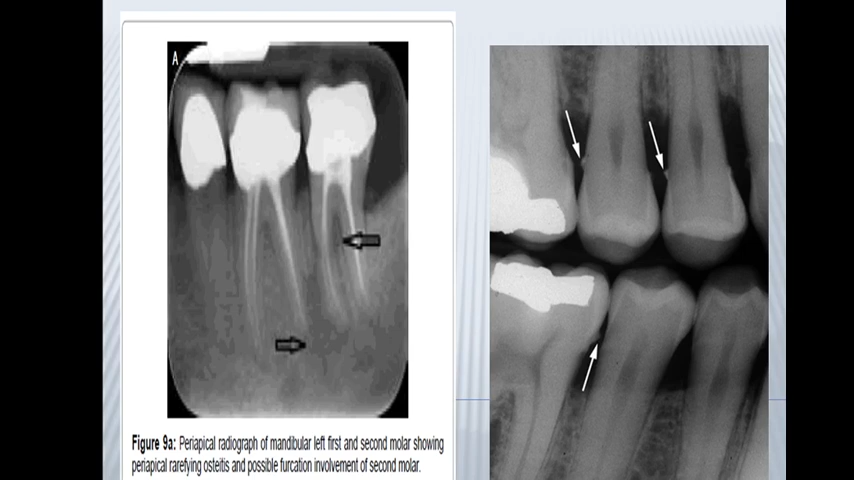 A
Figure 9a: Periapical radiograph of mandibular left first and second molar showing
periapical rarefying osteitis and possible furcation involvement of second molar.